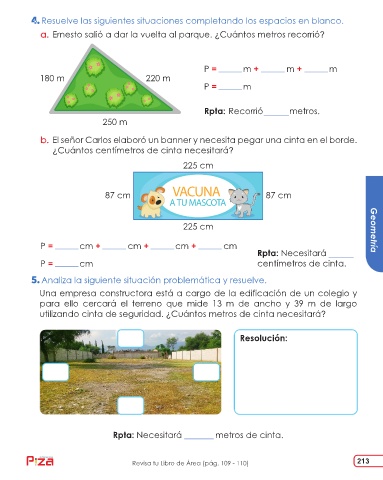 4. Resuelve las siguientes situaciones completando los espacios en blanco.
a. Ernesto salió a dar la vuelta al parque. ¿Cuántos metros recorrió?
180 m
220 m
250 m
P = _____ m + _____ m + _____ m
P = _____ m
Rpta: Recorrió _____ metros.
b. El señor Carlos elaboró un banner y necesita pegar una cinta en el borde.
¿Cuántos centímetros de cinta necesitará?
225 cm
87 cm
VACUNA
A TU MASCOTA
87 cm
225 cm
P = _____ cm + _____ cm + _____ cm + _____ cm
P = _____ cm
Rpta: Necesitará _____
centímetros de cinta.
Geometría
5. Analiza la siguiente situación problemática y resuelve.
Una empresa constructora está a cargo de la edificación de un colegio y
para ello cercará el terreno que mide 13 m de ancho y 39 m de largo
utilizando cinta de seguridad. ¿Cuántos metros de cinta necesitará?
Resolución:
Rpta: Necesitará _____ metros de cinta.
Revisa tu Libro de Área (pág. 109 - 110)
213